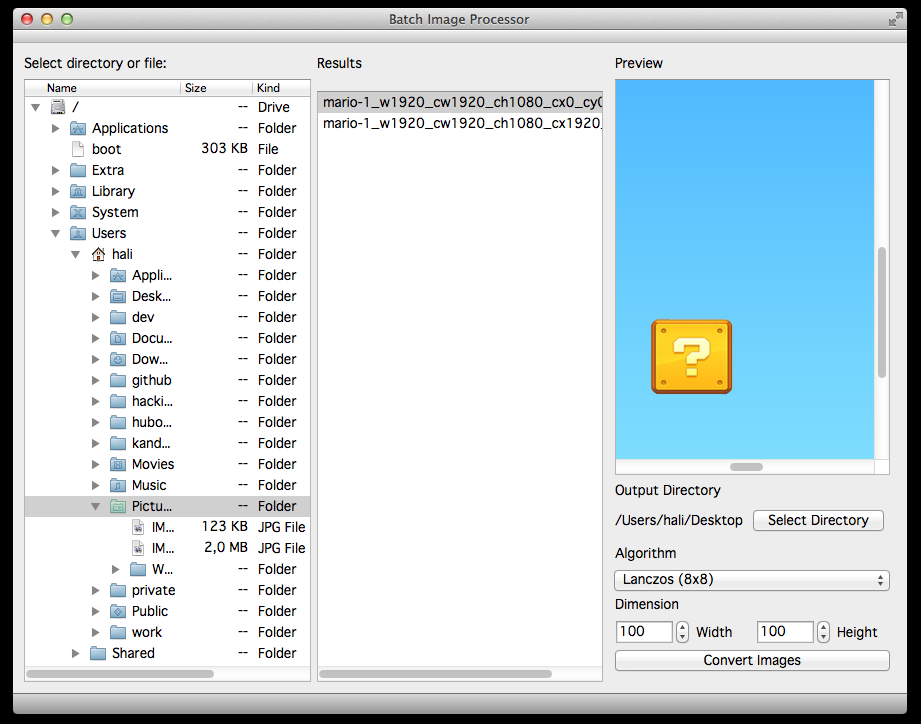 Batch Image Processor
Select directory or file:
Name Size Kind
/ -- Drive
Applications -- Folder
boot 303 KB File
Extra -- Folder
Library -- Folder
System -- Folder
Users -- Folder
hali -- Folder
Appli... -- Folder
Desk... -- Folder
dev -- Folder
Docu... -- Folder
Dow... -- Folder
github -- Folder
hacki... -- Folder
hubo... -- Folder
kand... -- Folder
Movies -- Folder
Music -- Folder
Pictu... -- Folder
IM... 123 KB JPG File
IM... 2,0 MB JPG File
W... -- Folder
private -- Folder
Public -- Folder
work -- Folder
Shared -- Folder
Results
mario-1_w1920_cw1920_ch1080_cx0_cy0
mario-1_w1920_cw1920_ch1080_cx1920_
Preview
?
Output Directory
/Users/hali/Desktop Select Directory
Algorithm
Lanczos (8x8)
Dimension
100 Width 100 Height
Convert Images